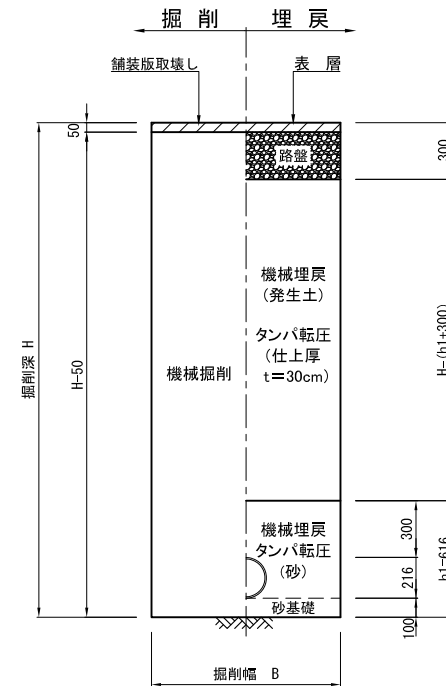 掘 削
埋 戻
舗装版取壊し
表 層
50
300
路盤
機械埋戻
(発生土)
タンパ転圧
(仕上厚
t=30cm)
機械掘削
掘削深 H
H-50
H-(h1+300)
機械埋戻
タンパ転圧
(砂)
砂基礎
300
216
100
h1=616
掘削幅 B